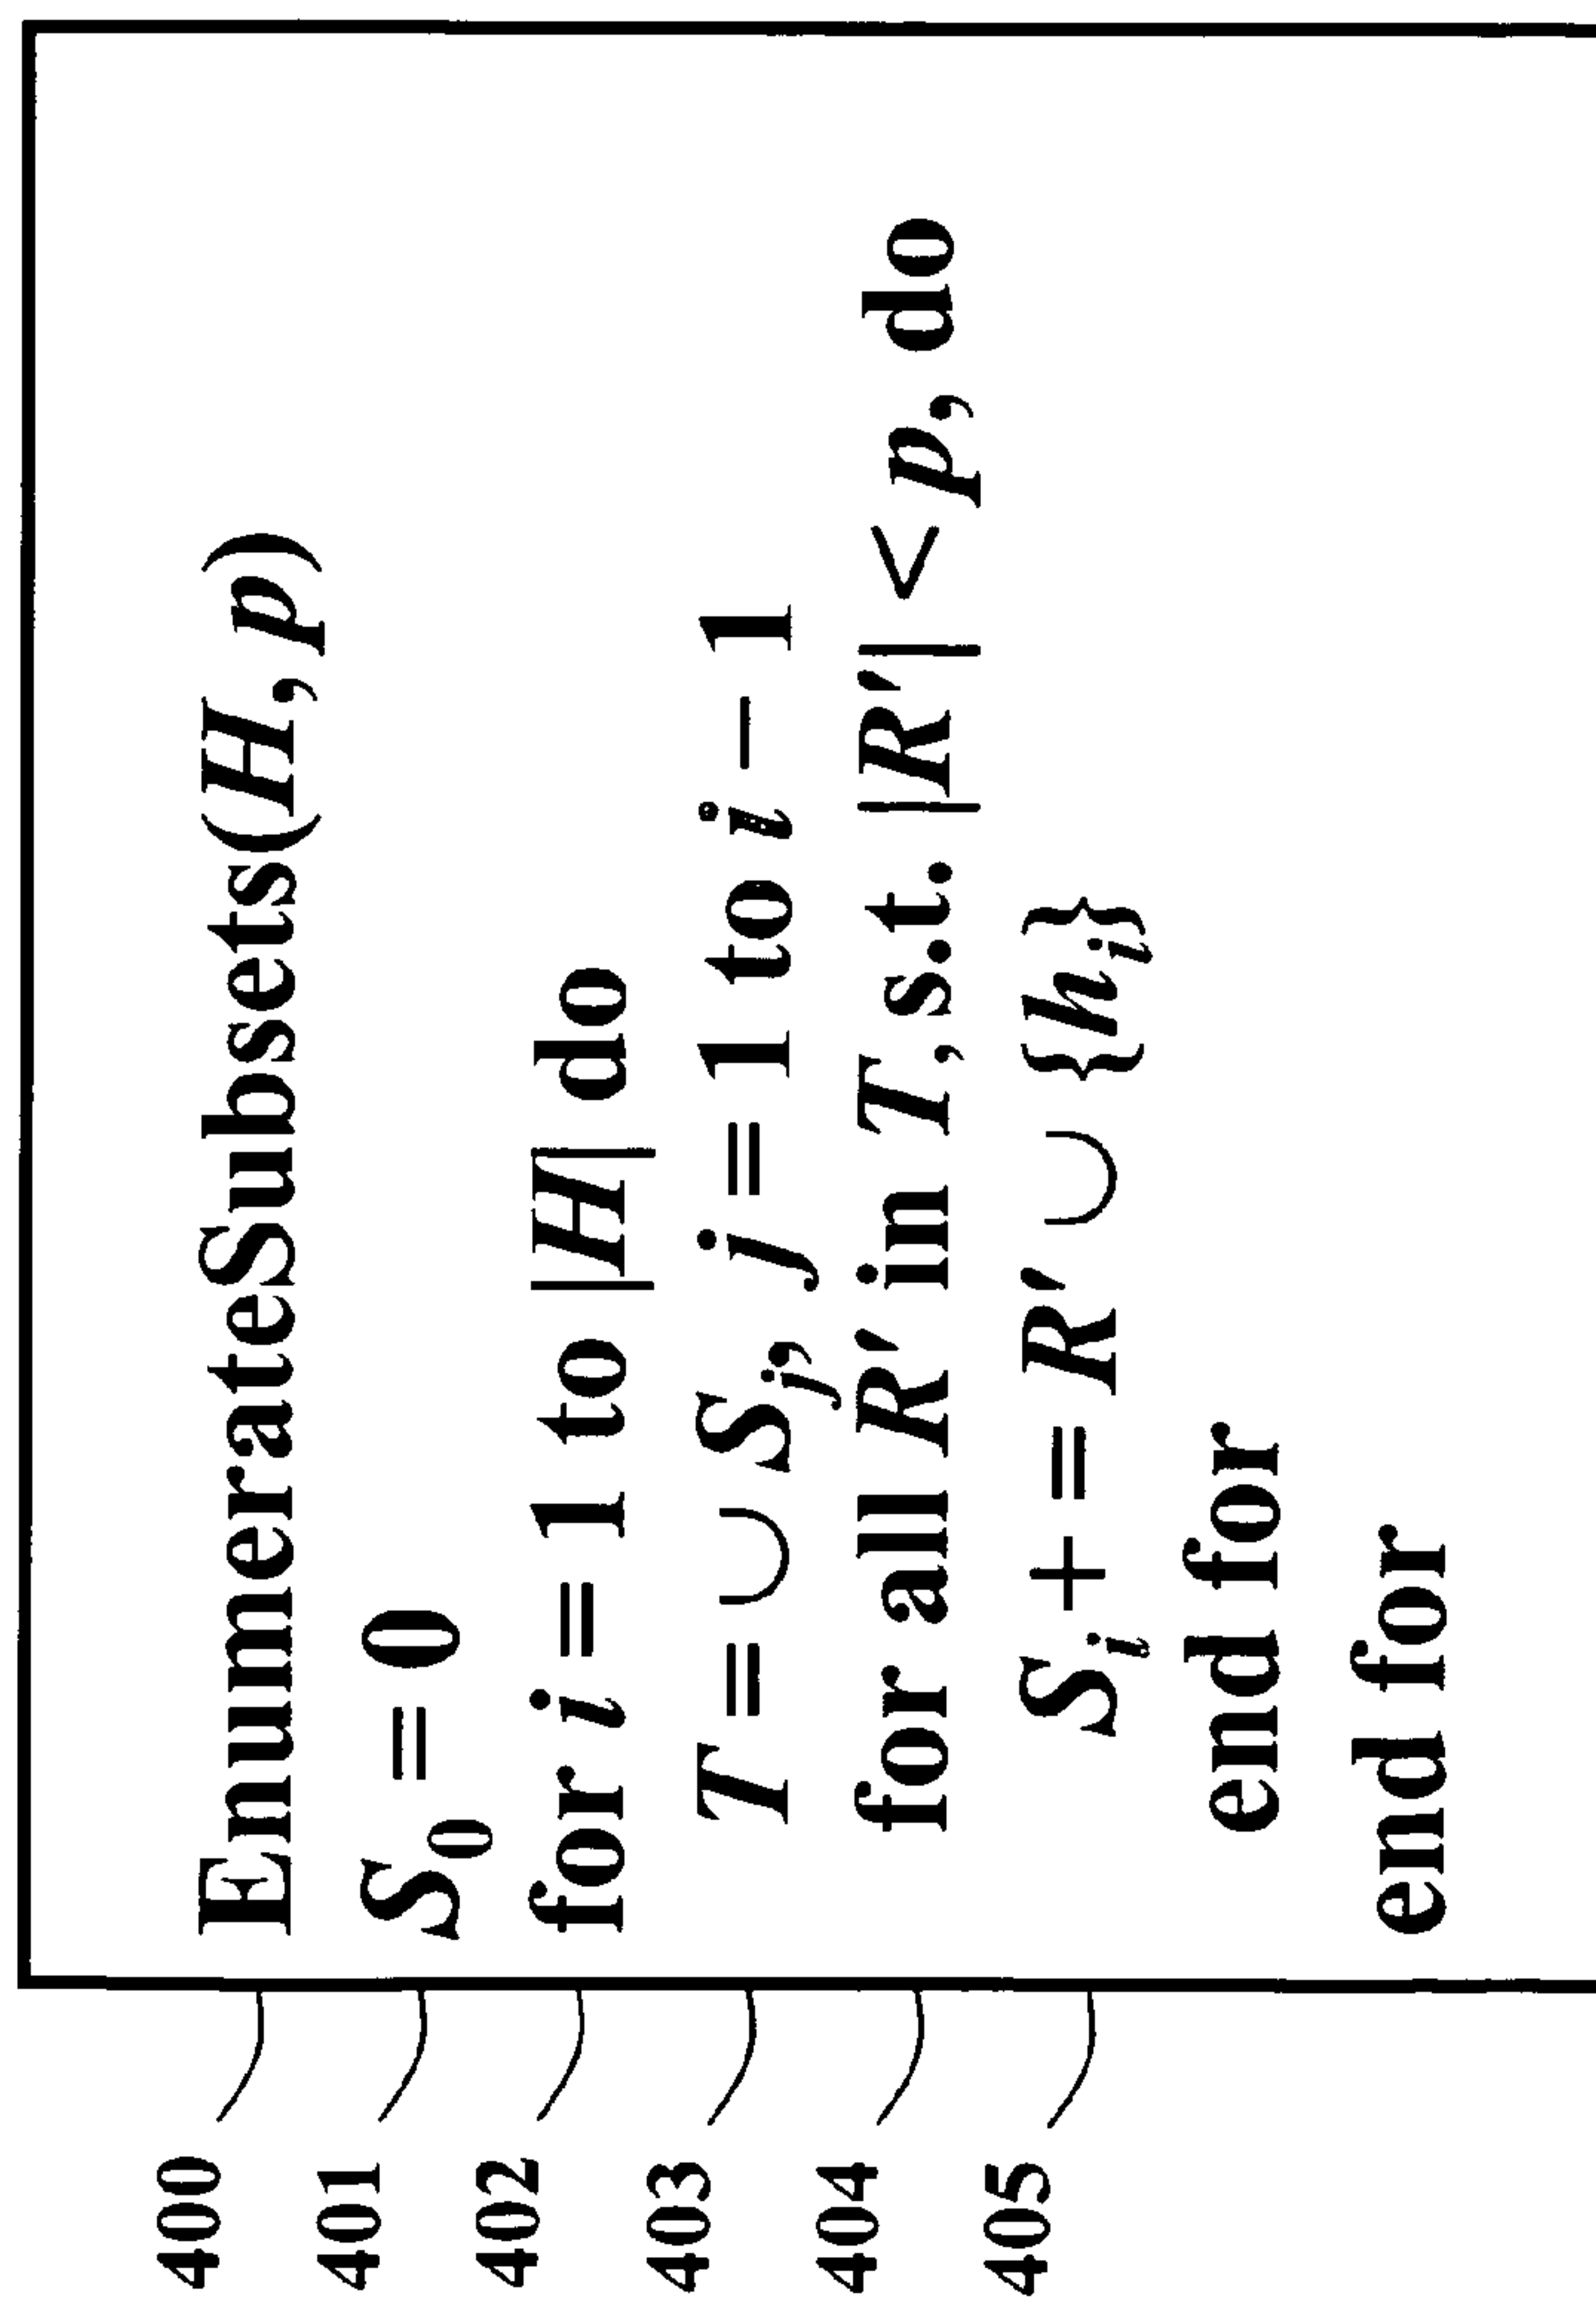 400 EnumerateSubsets(H, p)
401 S₀ = 0
402 for i = 1 to |H| do
403 T = ∪ Sⱼ, j = 1 to i − 1
404 for all R′ in T, s.t. |R′| < p, do
405 Sᵢ + = R′ ∪ {hᵢ}
end for
end for